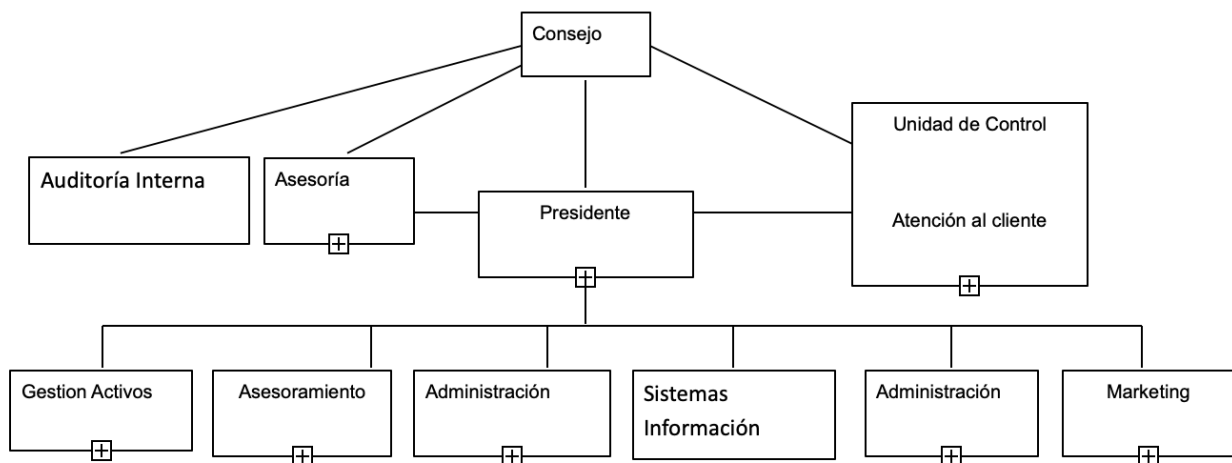 Consejo
Unidad de Control
Auditoría Interna
Asesoría
Presidente
Atención al cliente
Gestion Activos
Asesoramiento
Administración
Sistemas
Información
Administración
Marketing